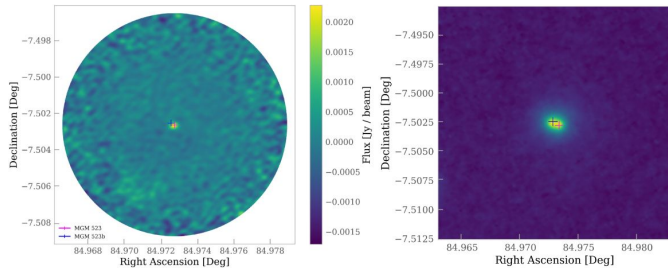 −7.498
−7.500
−7.502
−7.504
−7.506
−7.508
Declination [Deg]
MGM 523
MGM 523b
84.968 84.970 84.972 84.974 84.976 84.978
Right Ascension [Deg]
0.0020
0.0015
0.0010
0.0005
0.0000
−0.0005
−0.0010
−0.0015
Flux [Jy / beam]
−7.4950
−7.4975
−7.5000
−7.5025
−7.5050
−7.5075
−7.5100
−7.5125
Declination [Deg]
84.965 84.970 84.975 84.980
Right Ascension [Deg]